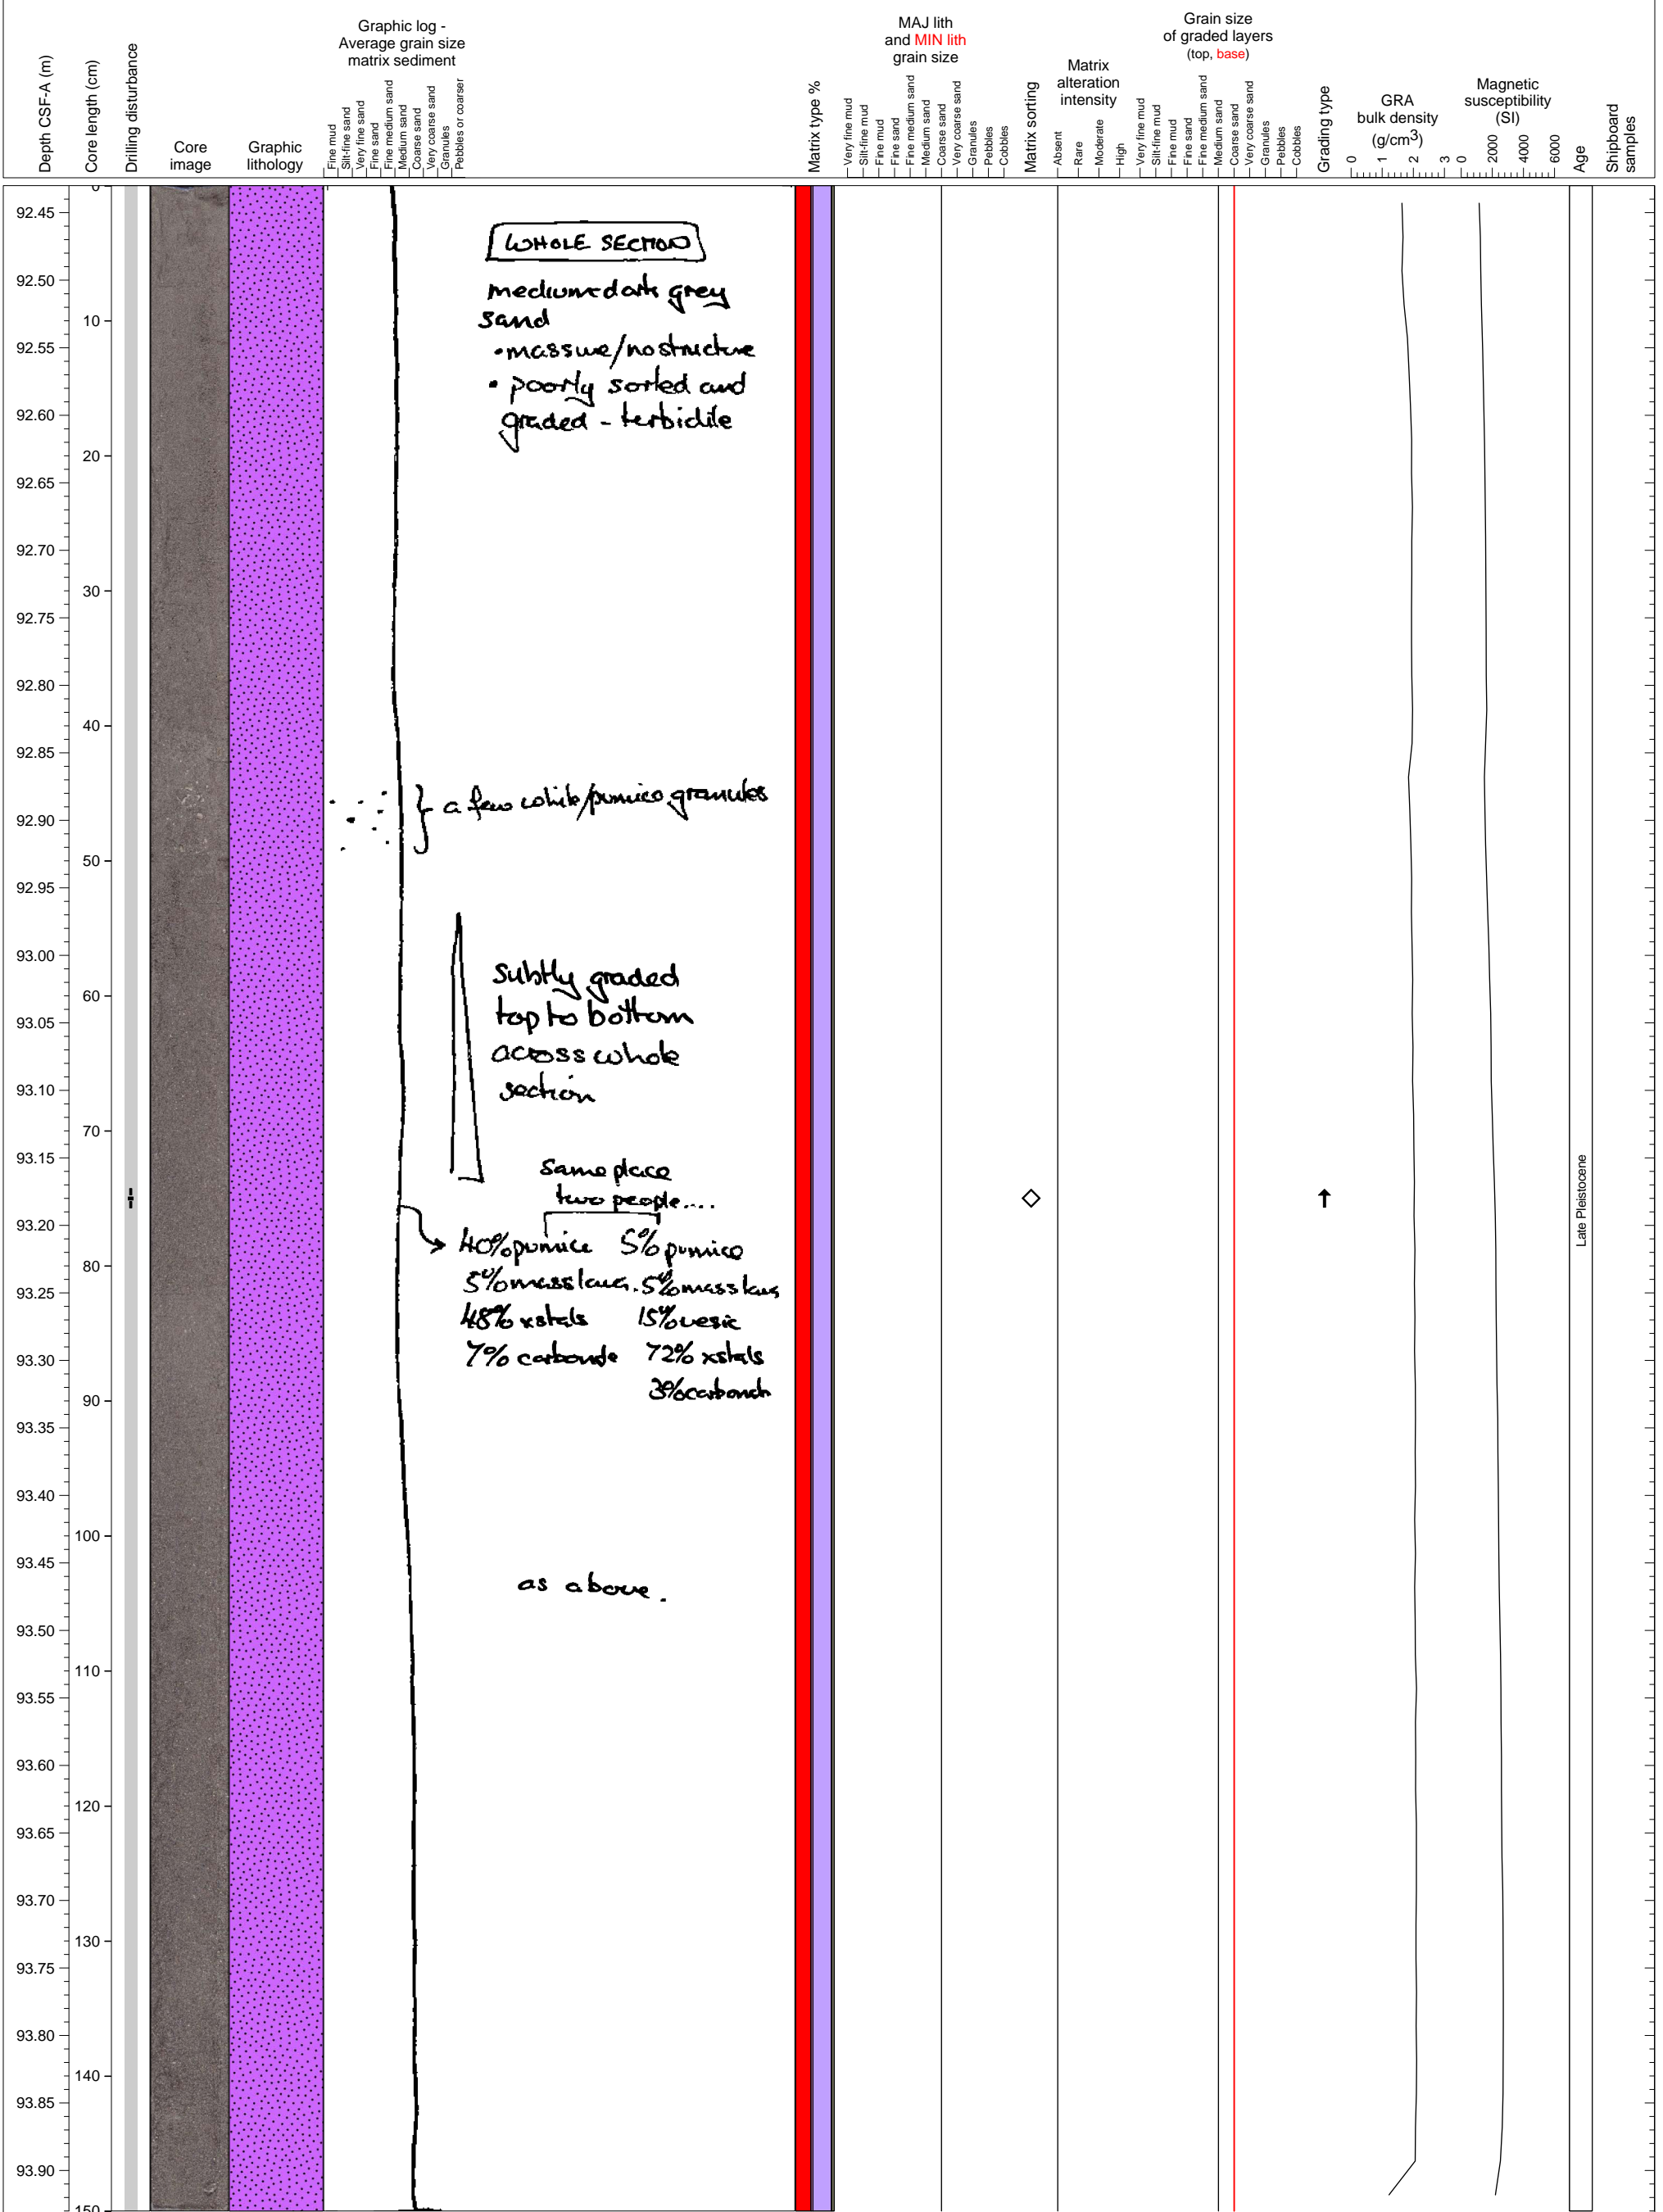 Depth CSF-A (m)
Core length (cm)
Drilling disturbance
Core
image
Graphic
lithology
Graphic log -
Average grain size
matrix sediment
Fine mud
Silt-fine sand
Very fine sand
Fine sand
Fine medium sand
Medium sand
Coarse sand
Very coarse sand
Granules
Pebbles or coarser
Matrix type %
MAJ lith
and MIN lith
grain size
Very fine mud
Silt-fine mud
Fine mud
Fine sand
Fine medium sand
Medium sand
Coarse sand
Very coarse sand
Granules
Pebbles
Cobbles
Matrix sorting
Matrix
alteration
intensity
Absent
Rare
Moderate
High
Grain size
of graded layers
(top, base)
Very fine mud
Silt-fine mud
Fine mud
Fine sand
Fine medium sand
Medium sand
Coarse sand
Very coarse sand
Granules
Pebbles
Cobbles
Grading type
GRA
bulk density
(g/cm3)
0 1 2 3
Magnetic
susceptibility
(SI)
0 2000 4000 6000
Age
Shipboard
samples
0
92.45
92.50
10
92.55
92.60
20
92.65
92.70
30
92.75
92.80
40
92.85
92.90
50
92.95
93.00
60
93.05
93.10
70
93.15
93.20
80
93.25
93.30
90
93.35
93.40
100
93.45
93.50
110
93.55
93.60
120
93.65
93.70
130
93.75
93.80
140
93.85
93.90
150
WHOLE SECTION
medium-dark grey
sand
• massive/no structure
• poorly sorted and
graded - terbidite
} a few white/pumice granules
subtly graded
top to bottom
across whole
section
Same place
two people....
40% pumice 5% pumice
5% mass lava. 5% mass lava
48% xstals 15% vesic
7% carbonate 72% xstals
3% carbonate
as above.
Late Pleistocene